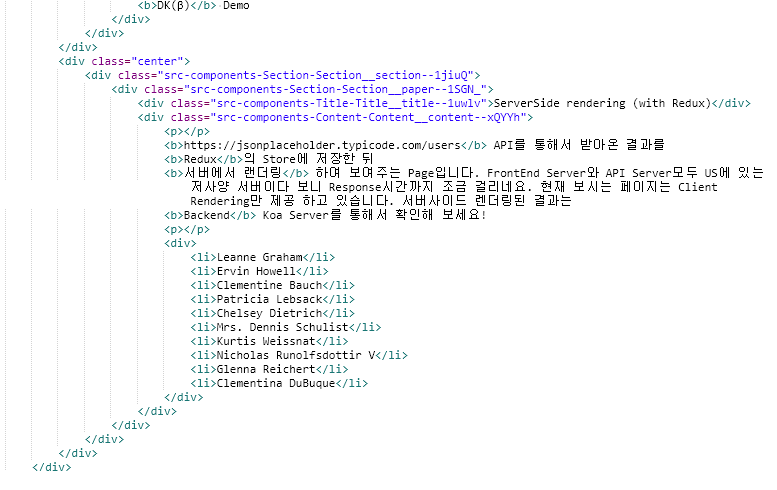 <b>DK(β)</b> Demo
</div>
</div>
</div>
<div class="center">
<div class="src-components-Section-Section__section--1jiuQ">
<div class="src-components-Section-Section__paper--1SGN_">
<div class="src-components-Title-Title__title--1uwlv">ServerSide rendering (with Redux)</div>
<div class="src-components-Content-Content__content--xQYYh">
<p></p>
<b>https://jsonplaceholder.typicode.com/users</b> API를 통해서 받아온 결과를
<b>Redux</b>의 Store에 저장한 뒤
<b>서버에서 랜더링</b> 하여 보여주는 Page입니다. FrontEnd Server와 API Server모두 US에 있는
저사양 서버이다 보니 Response시간까지 조금 걸리네요. 현재 보시는 페이지는 Client
Rendering만 제공 하고 있습니다. 서버사이드 렌더링된 결과는
<b>Backend</b> Koa Server를 통해서 확인해 보세요!
<p></p>
<div>
<li>Leanne Graham</li>
<li>Ervin Howell</li>
<li>Clementine Bauch</li>
<li>Patricia Lebsack</li>
<li>Chelsey Dietrich</li>
<li>Mrs. Dennis Schulist</li>
<li>Kurtis Weissnat</li>
<li>Nicholas Runolfsdottir V</li>
<li>Glenna Reichert</li>
<li>Clementina DuBuque</li>
</div>
</div>
</div>
</div>
</div>
</div>